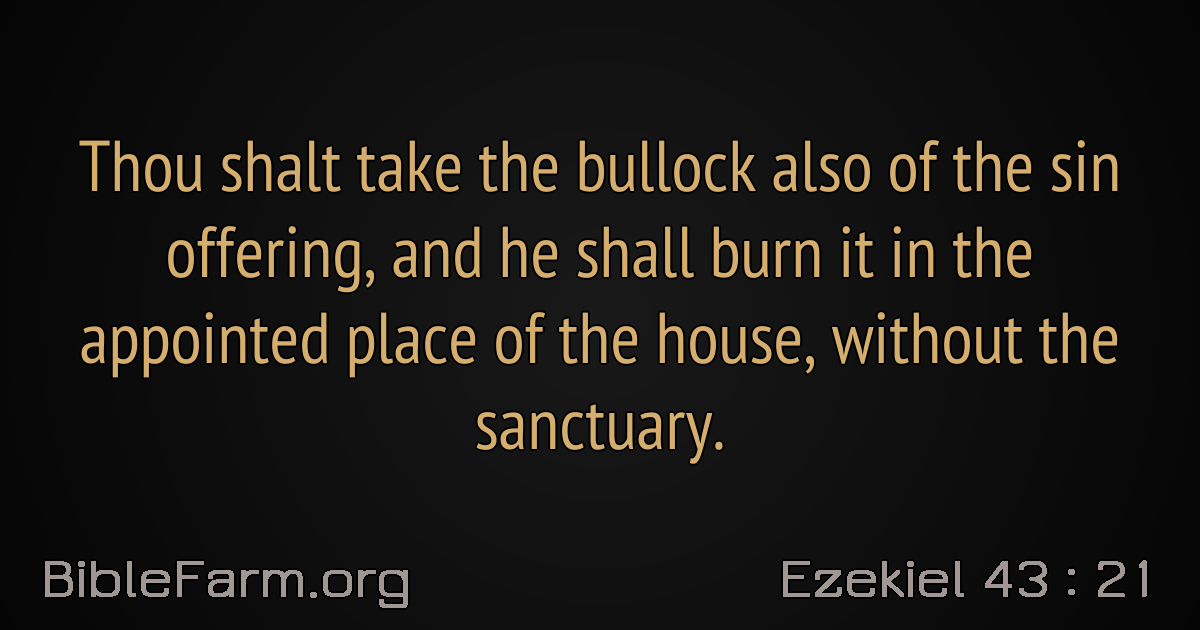 Thou shalt take the bullock also of the sin
offering, and he shall burn it in the
appointed place of the house, without the
sanctuary.
BibleFarm.org
Ezekiel 43 : 21